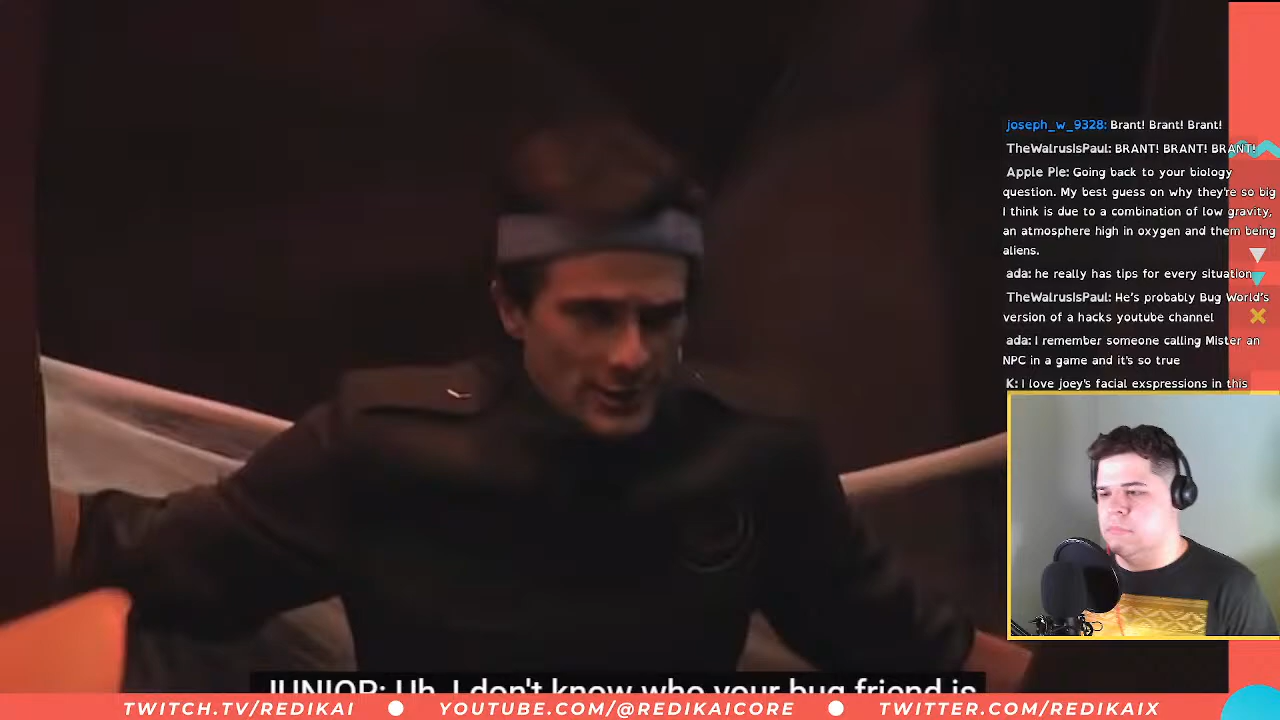 joseph_w_9328: Brant! Brant! Brant!
TheWalrusIsPaul: BRANT! BRANT! BRANT!
Apple Pie: Going back to your biology
question. My best guess on why they're so big
I think is due to a combination of low gravity,
an atmosphere high in oxygen and them being
aliens.
ada: he really has tips for every situation
TheWalrusIsPaul: He's probably Bug World's
version of a hacks youtube channel
ada: I remember someone calling Mister an
NPC in a game and it's so true
K: I love joey's facial exspressions in this
JUNIOR: Uh, I don't know who your bug friend is
TWITCH.TV/REDIKAI
YOUTUBE.COM/@REDIKAICORE
TWITTER.COM/REDIKAIX